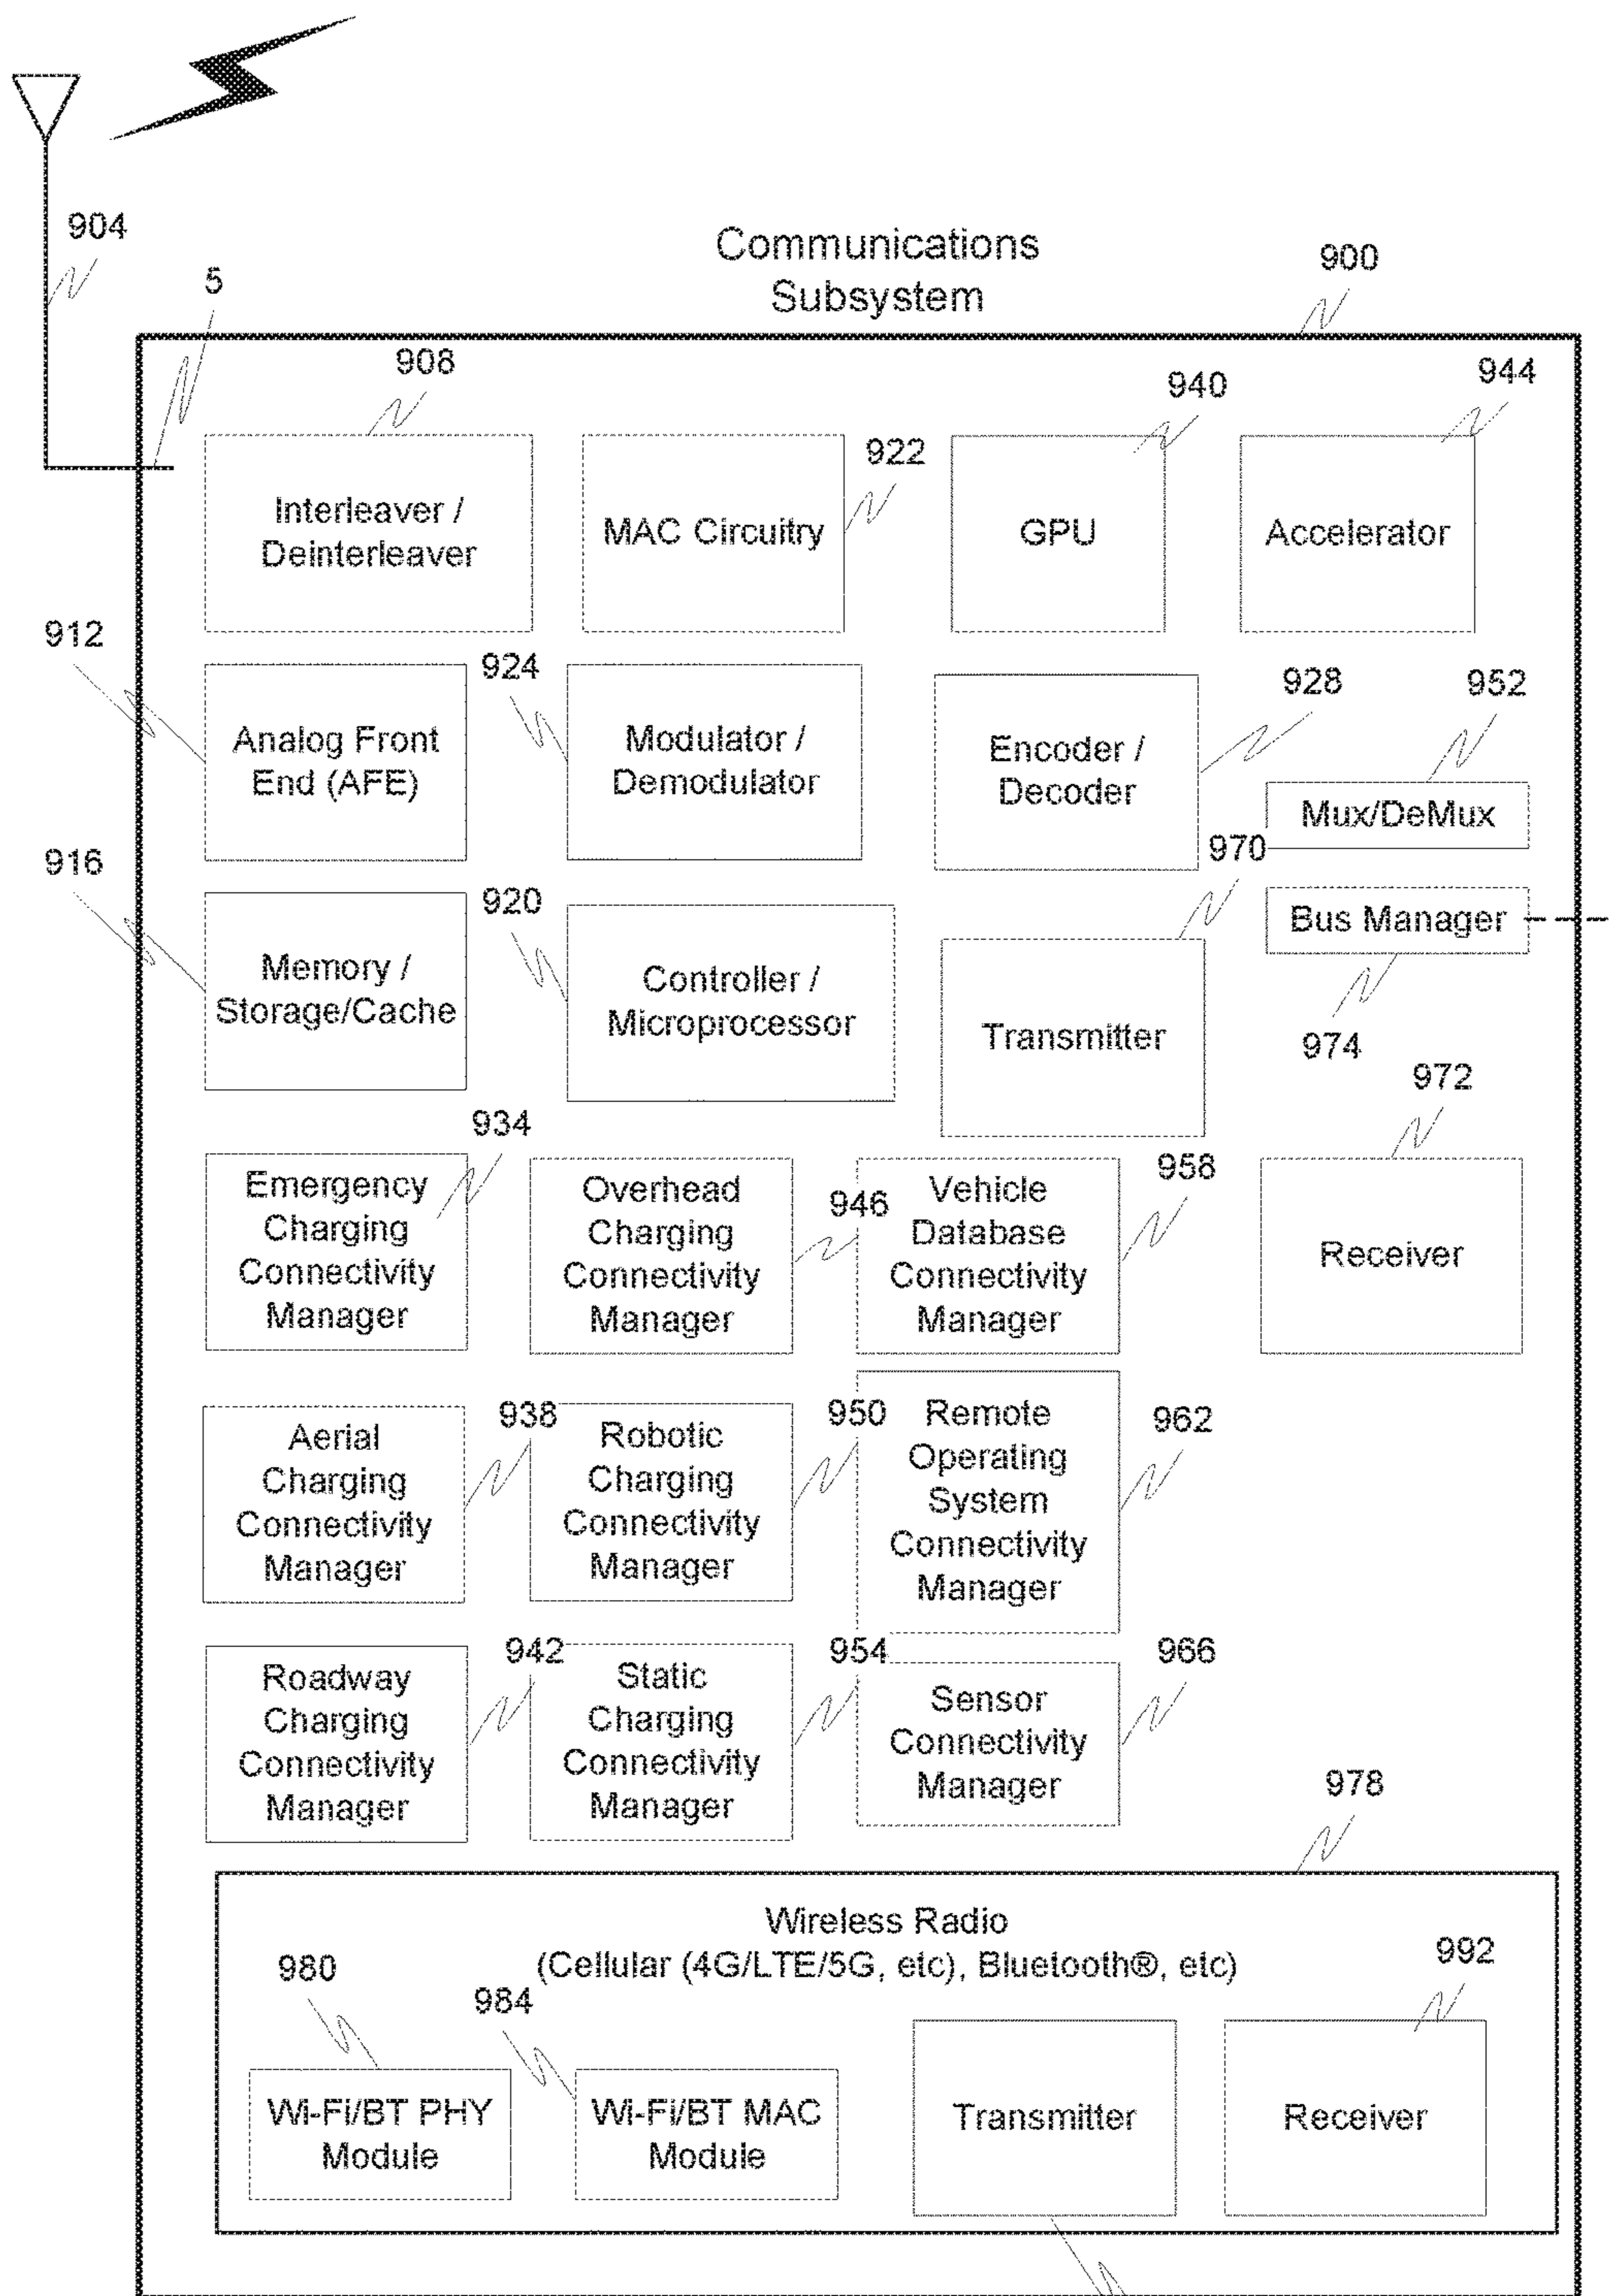 904
5
Communications
Subsystem
900
908
940
944
922
Interleaver /
Deinterleaver
MAC Circuitry
GPU
Accelerator
912
924
928
952
Analog Front
End (AFE)
Modulator /
Demodulator
Encoder /
Decoder
Mux/DeMux
970
916
920
Bus Manager
Memory /
Storage/Cache
Controller /
Microprocessor
Transmitter
974
972
934
958
946
Emergency
Charging
Connectivity
Manager
Overhead
Charging
Connectivity
Manager
Vehicle
Database
Connectivity
Manager
Receiver
938
950
962
Aerial
Charging
Connectivity
Manager
Robotic
Charging
Connectivity
Manager
Remote
Operating
System
Connectivity
Manager
942
954
966
Roadway
Charging
Connectivity
Manager
Static
Charging
Connectivity
Manager
Sensor
Connectivity
Manager
978
Wireless Radio
(Cellular (4G/LTE/5G, etc), Bluetooth®, etc)
980
984
992
Wi-Fi/BT PHY
Module
Wi-Fi/BT MAC
Module
Transmitter
Receiver